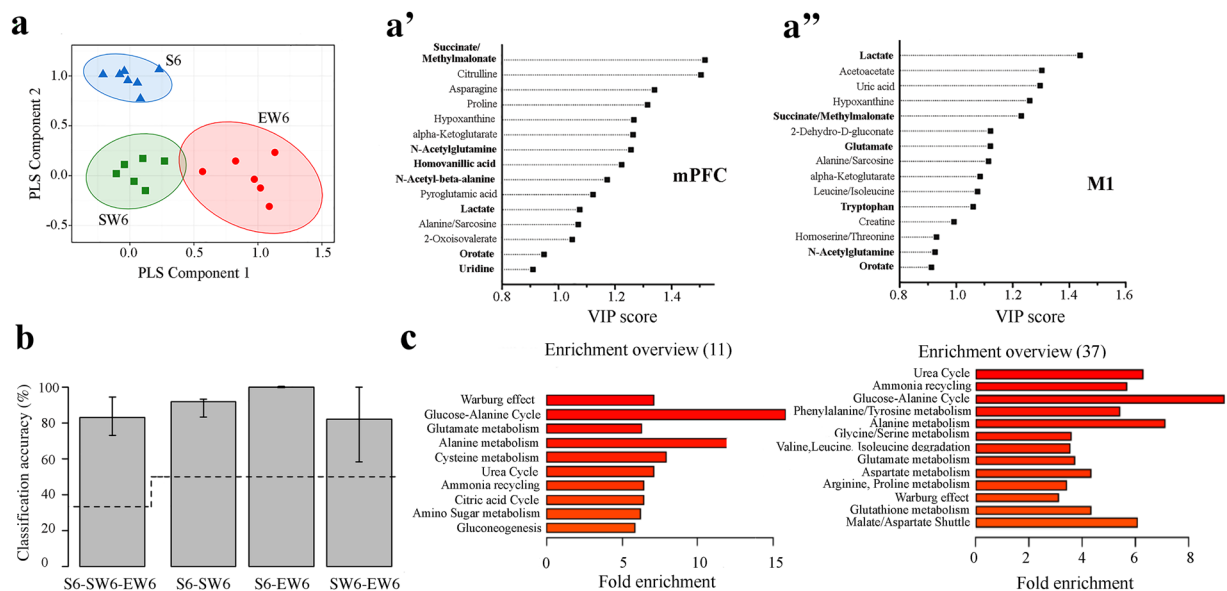 a
S6
EW6
SW6
1.0
0.5
0.0
-0.5
PLS Component 2
0.0
0.5
1.0
1.5
PLS Component 1
a'
Succinate/
Methylmalonate
Citrulline
Asparagine
Proline
Hypoxanthine
alpha-Ketoglutarate
N-Acetylglutamine
Homovanillic acid
N-Acetyl-beta-alanine
Pyroglutamic acid
Lactate
Alanine/Sarcosine
2-Oxoisovalerate
Orotate
Uridine
mPFC
0.8
1.0
1.2
1.4
VIP score
a''
Lactate
Acetoacetate
Uric acid
Hypoxanthine
Succinate/Methylmalonate
2-Dehydro-D-gluconate
Glutamate
Alanine/Sarcosine
alpha-Ketoglutarate
Leucine/Isoleucine
Tryptophan
Creatine
Homoserine/Threonine
N-Acetylglutamine
Orotate
M1
0.8
1.0
1.2
1.4
1.6
VIP score
b
Classification accuracy (%)
100
80
60
40
20
0
S6-SW6-EW6
S6-SW6
S6-EW6
SW6-EW6
c
Enrichment overview (11)
Warburg effect
Glucose-Alanine Cycle
Glutamate metabolism
Alanine metabolism
Cysteine metabolism
Urea Cycle
Ammonia recycling
Citric acid Cycle
Amino Sugar metabolism
Gluconeogenesis
0
5
10
15
Fold enrichment
Enrichment overview (37)
Urea Cycle
Ammonia recycling
Glucose-Alanine Cycle
Phenylalanine/Tyrosine metabolism
Alanine metabolism
Glycine/Serine metabolism
Valine,Leucine. Isoleucine degradation
Glutamate metabolism
Aspartate metabolism
Arginine, Proline metabolism
Warburg effect
Glutathione metabolism
Malate/Aspartate Shuttle
0
2
4
6
8
Fold enrichment